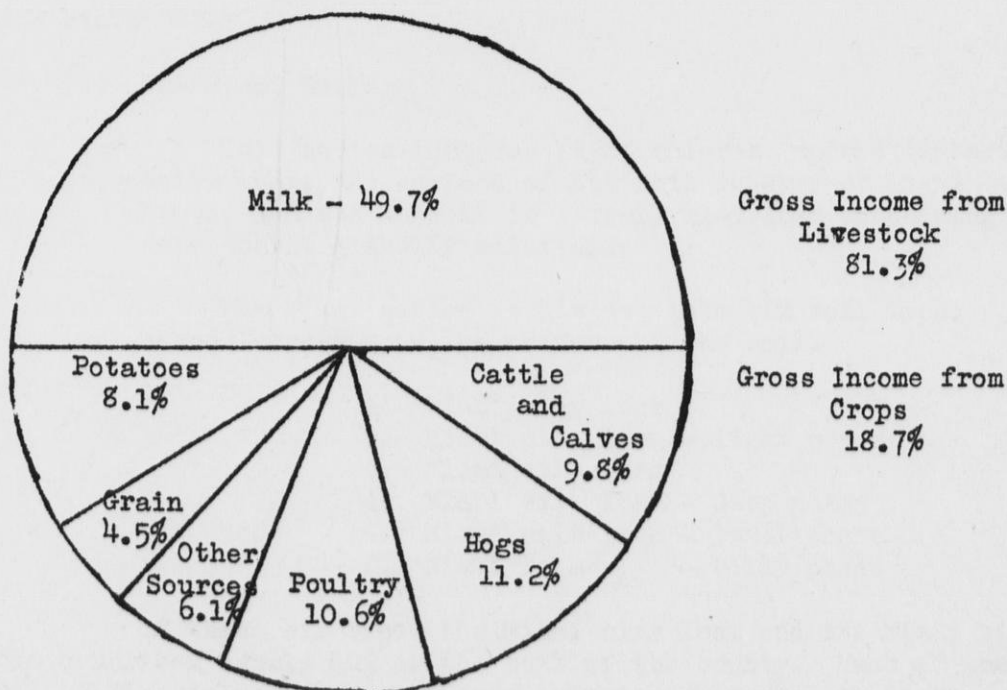 Milk - 49.7%
Gross Income from
Livestock
81.3%
Gross Income from
Crops
18.7%
Potatoes
8.1%
Cattle
and
Calves
9.8%
Grain
4.5%
Other
Sources
6.1%
Poultry
10.6%
Hogs
11.2%